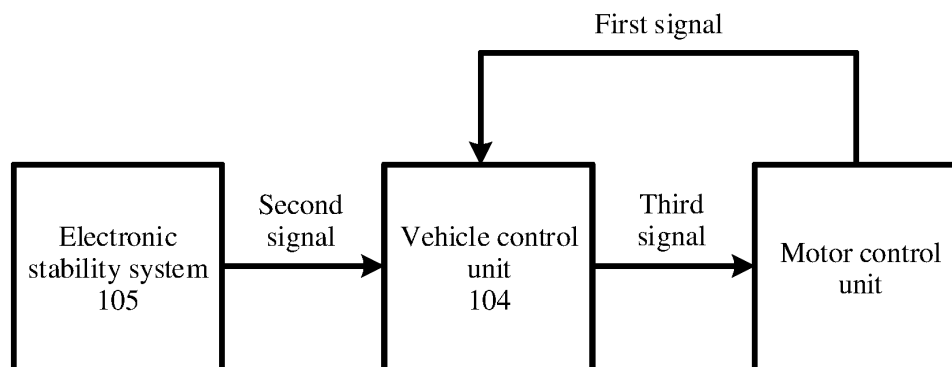 First signal
Second
signal
Third
signal
Electronic
stability system
105
Vehicle control
unit
104
Motor control
unit